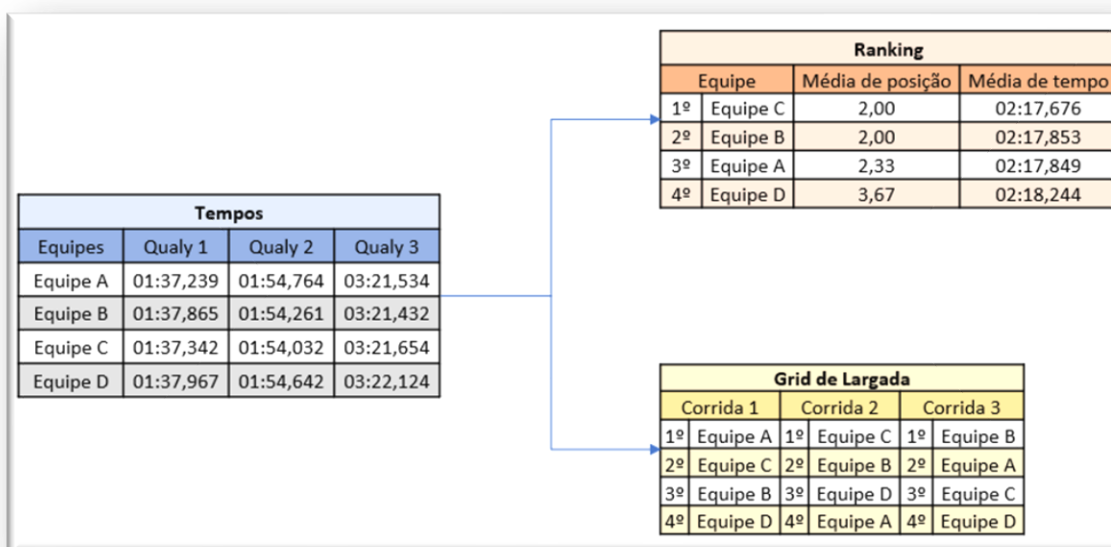 Ranking
Equipe Média de posição Média de tempo
1º Equipe C 2,00 02:17,676
2º Equipe B 2,00 02:17,853
3º Equipe A 2,33 02:17,849
4º Equipe D 3,67 02:18,244
Tempos
Equipes Qualy 1 Qualy 2 Qualy 3
Equipe A 01:37,239 01:54,764 03:21,534
Equipe B 01:37,865 01:54,261 03:21,432
Equipe C 01:37,342 01:54,032 03:21,654
Equipe D 01:37,967 01:54,642 03:22,124
Grid de Largada
Corrida 1 Corrida 2 Corrida 3
1º Equipe A 1º Equipe C 1º Equipe B
2º Equipe C 2º Equipe B 2º Equipe A
3º Equipe B 3º Equipe D 3º Equipe C
4º Equipe D 4º Equipe A 4º Equipe D